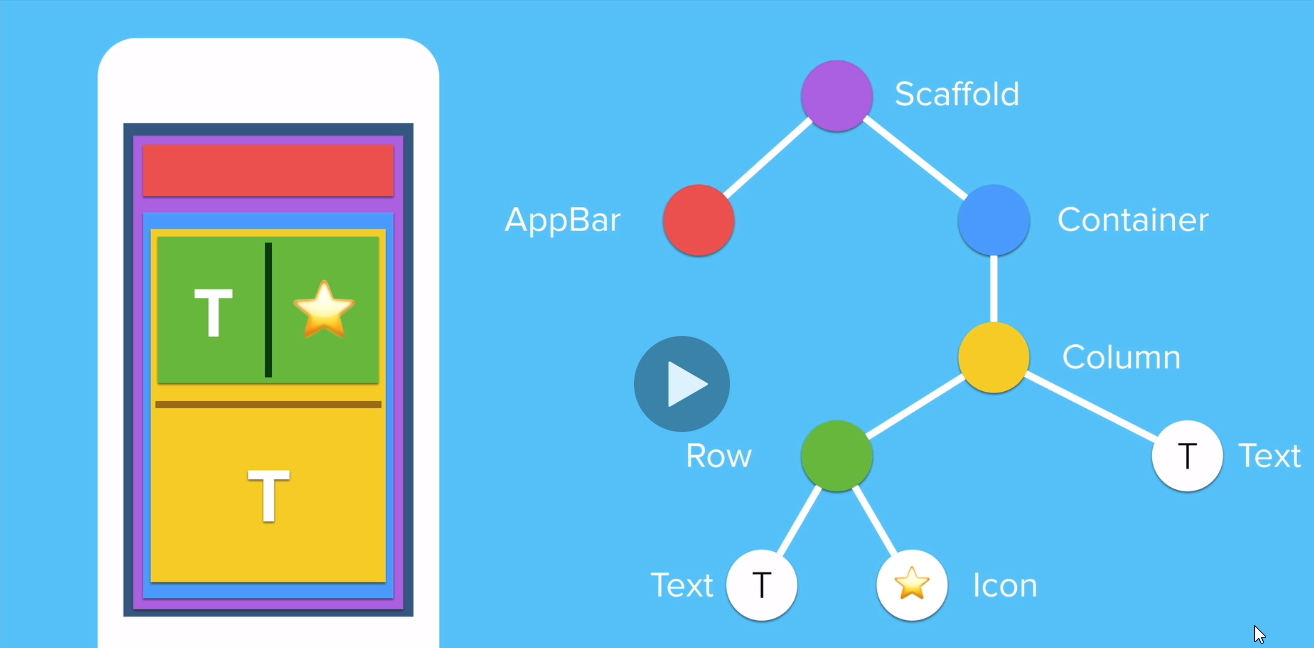 Scaffold
AppBar
Container
T
Column
Row
T
Text
T
Text
T
Icon